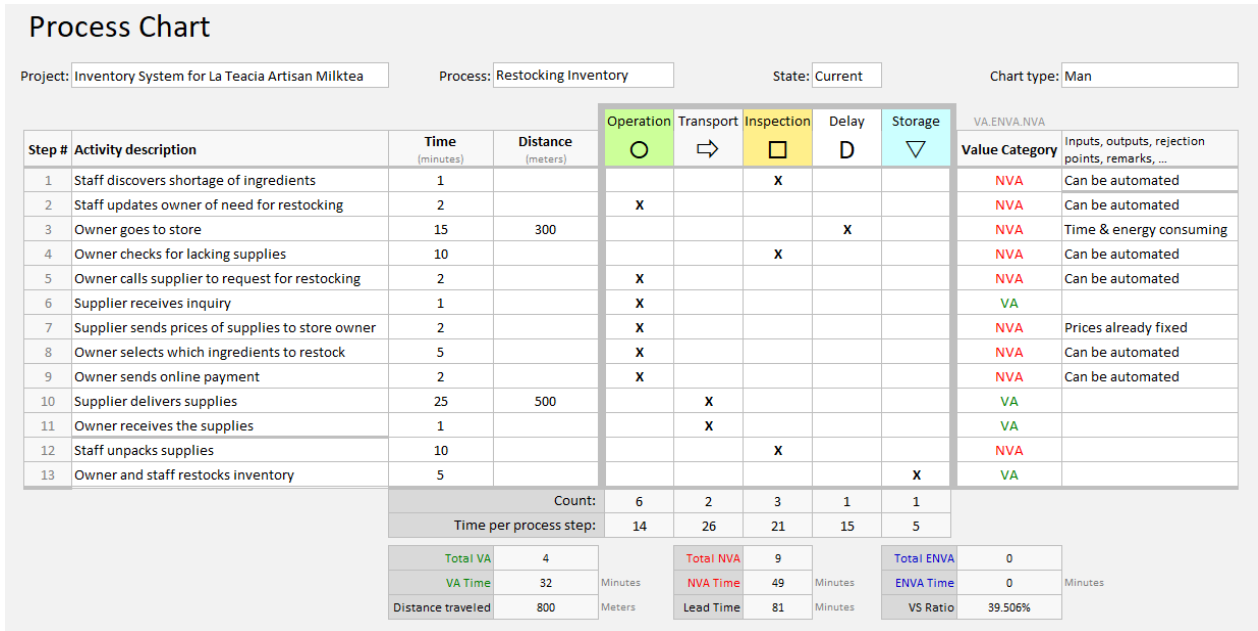 Process Chart
Project: Inventory System for La Teacia Artisan Milktea Process: Restocking Inventory State: Current Chart type: Man
Operation Transport Inspection Delay Storage VA.ENVA.NVA
Step # Activity description Time (minutes) Distance (meters) D Value Category Inputs, outputs, rejection points, remarks, ...
1 Staff discovers shortage of ingredients 1 X NVA Can be automated
2 Staff updates owner of need for restocking 2 X NVA Can be automated
3 Owner goes to store 15 300 X NVA Time & energy consuming
4 Owner checks for lacking supplies 10 X NVA Can be automated
5 Owner calls supplier to request for restocking 2 X NVA Can be automated
6 Supplier receives inquiry 1 X VA
7 Supplier sends prices of supplies to store owner 2 X NVA Prices already fixed
8 Owner selects which ingredients to restock 5 X NVA Can be automated
9 Owner sends online payment 2 X NVA Can be automated
10 Supplier delivers supplies 25 500 X VA
11 Owner receives the supplies 1 X VA
12 Staff unpacks supplies 10 X NVA
13 Owner and staff restocks inventory 5 X VA
Count: 6 2 3 1 1
Time per process step: 14 26 21 15 5
Total VA 4 Total NVA 9 Total ENVA 0
VA Time 32 Minutes NVA Time 49 Minutes ENVA Time 0 Minutes
Distance traveled 800 Meters Lead Time 81 Minutes VS Ratio 39.506%